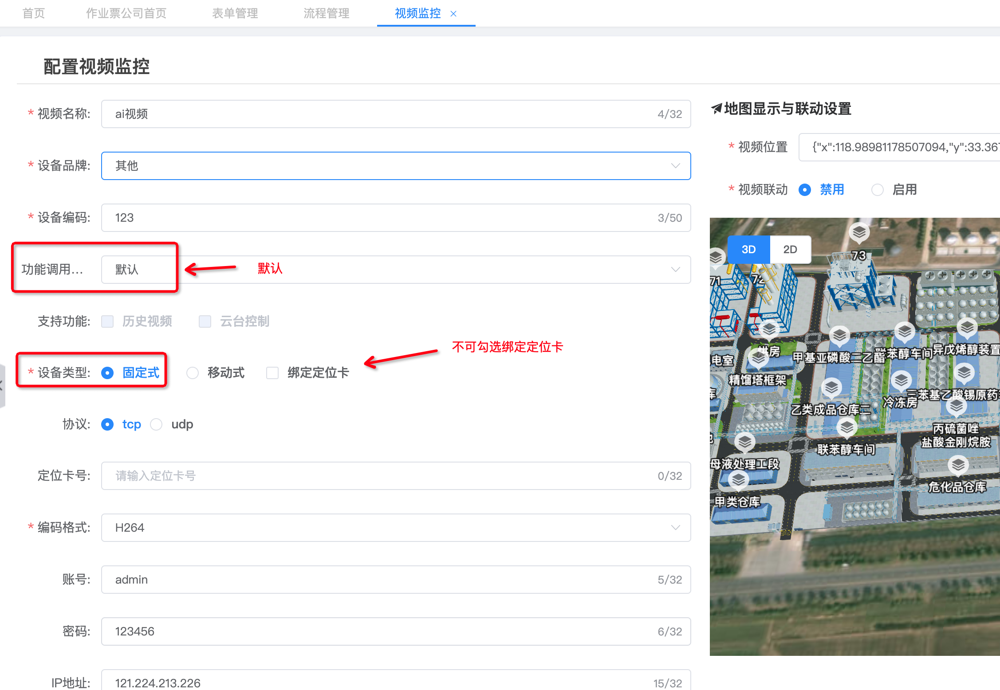 首页 作业票公司首页 表单管理 流程管理 视频监控 ×
配置视频监控
* 视频名称: ai视频 4/32
* 设备品牌: 其他
* 设备编码: 123 3/50
功能调用... 默认
默认
支持功能: 历史视频 云台控制
不可勾选绑定定位卡
* 设备类型: 固定式 移动式 绑定定位卡
协议: tcp udp
定位卡号: 请输入定位卡号 0/32
* 编码格式: H264
账号: admin 5/32
密码: 123456 6/32
IP地址: 121.224.213.226 15/32
地图显示与联动设置
* 视频位置 {"x":118.98981178507094,"y":33.367
* 视频联动 禁用 启用
3D 2D
73
71
72
烘房
甲基亚磷酸二乙酯
联苯醇车间
异戊烯醇装置
电室
精馏塔框架
库
三苯基乙酸锡原药
冷冻房
乙类成品仓库二
丙硫菌唑
盐酸金刚烷胺
联苯醇车间
母液处理工段
危化品仓库
甲类仓库